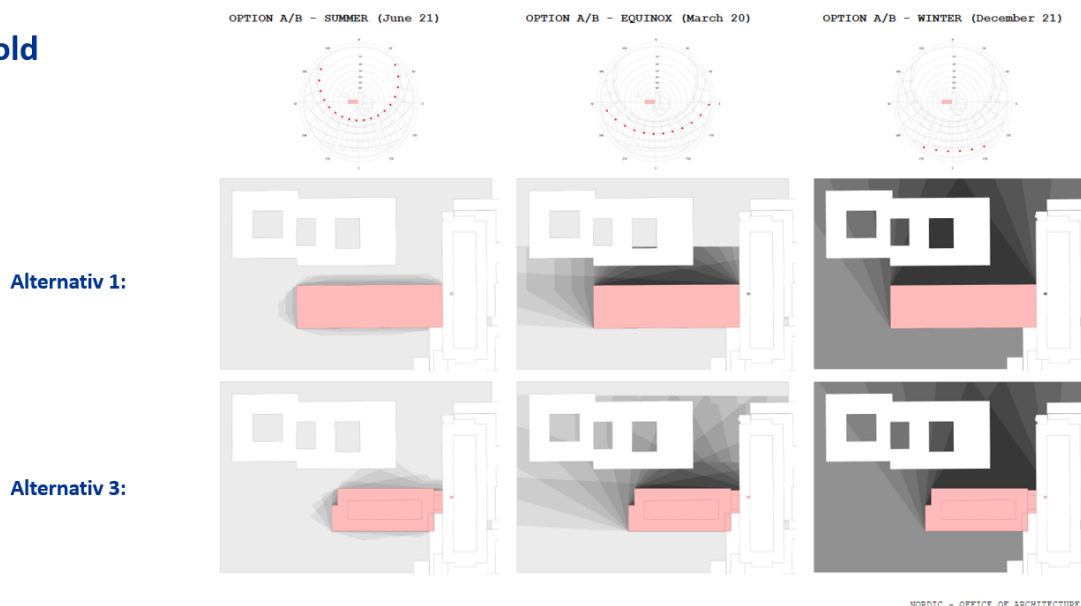 OPTION A/B - SUMMER (June 21)
OPTION A/B - EQUINOX (March 20)
OPTION A/B - WINTER (December 21)
old
Alternativ 1:
Alternativ 3:
NORDIC - OFFICE OF ARCHITECTURE